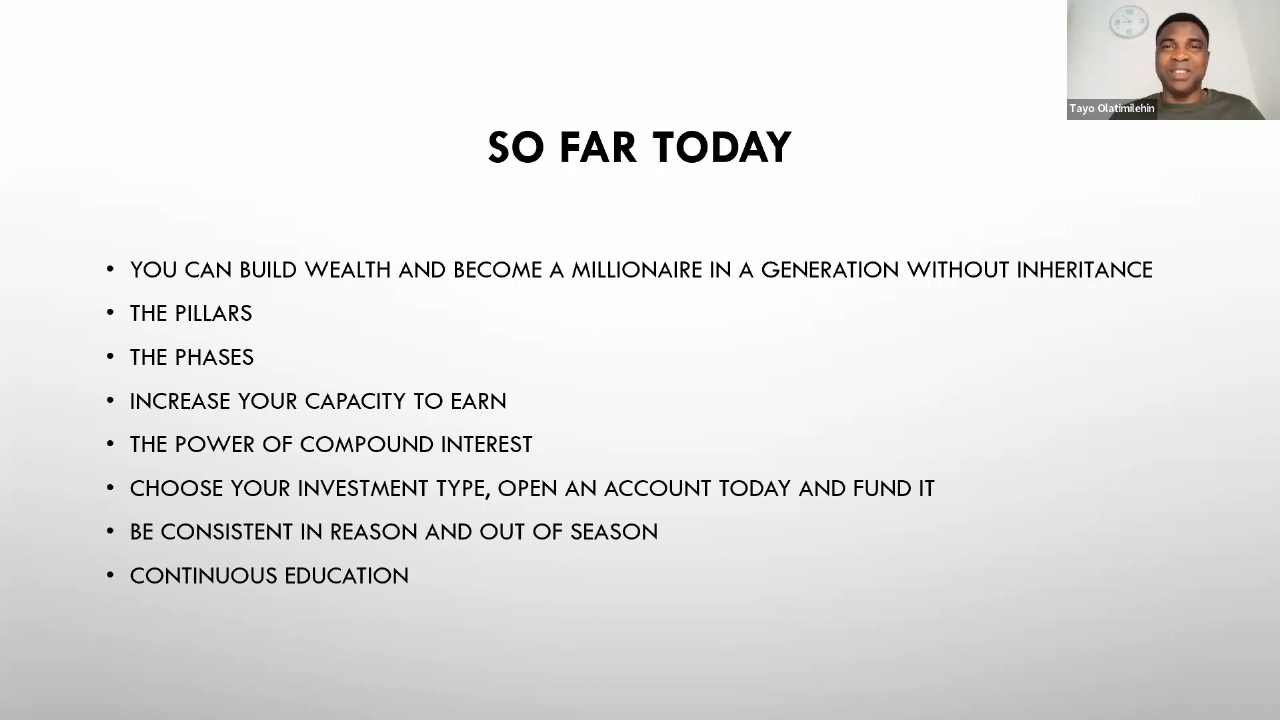 Tayo Olatimilehin
SO FAR TODAY
• YOU CAN BUILD WEALTH AND BECOME A MILLIONAIRE IN A GENERATION WITHOUT INHERITANCE
• THE PILLARS
• THE PHASES
• INCREASE YOUR CAPACITY TO EARN
• THE POWER OF COMPOUND INTEREST
• CHOOSE YOUR INVESTMENT TYPE, OPEN AN ACCOUNT TODAY AND FUND IT
• BE CONSISTENT IN REASON AND OUT OF SEASON
• CONTINUOUS EDUCATION